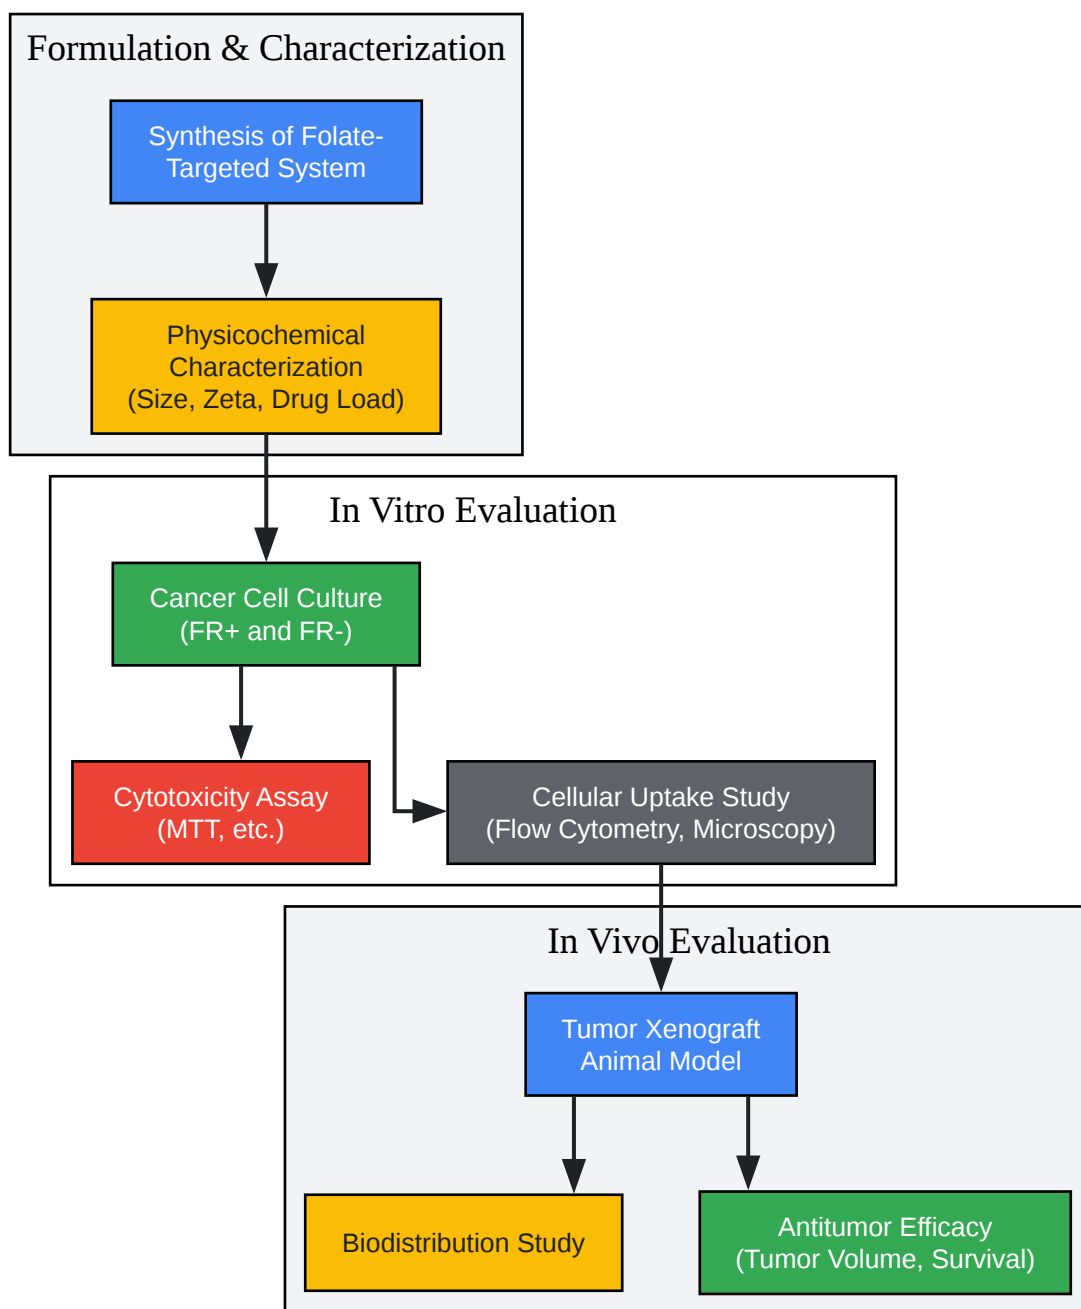 Formulation & Characterization
Synthesis of Folate-
Targeted System
Physicochemical
Characterization
(Size, Zeta, Drug Load)
In Vitro Evaluation
Cancer Cell Culture
(FR+ and FR-)
Cytotoxicity Assay
(MTT, etc.)
Cellular Uptake Study
(Flow Cytometry, Microscopy)
In Vivo Evaluation
Tumor Xenograft
Animal Model
Biodistribution Study
Antitumor Efficacy
(Tumor Volume, Survival)